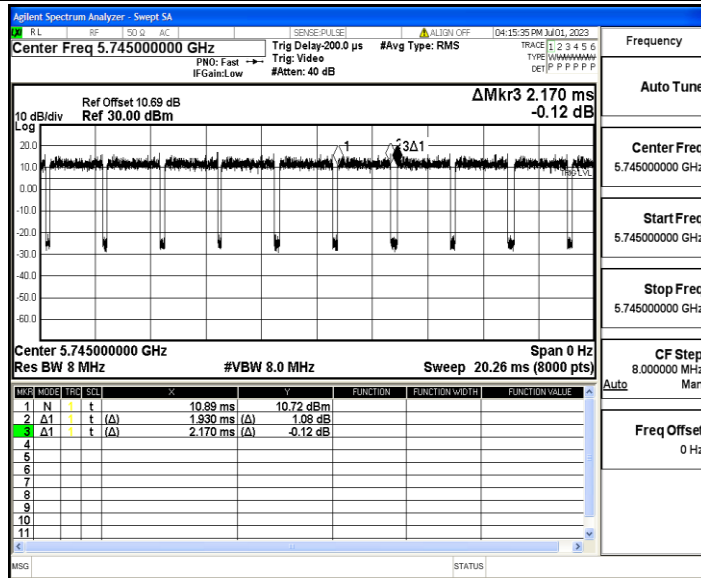 Agilent Spectrum Analyzer - Swept SA
RL RF 50 Ω AC SENSE:PULSE ALIGN OFF 04:15:35 PM Jul 01, 2023
Center Freq 5.745000000 GHz
PNO: Fast
IFGain:Low
Trig Delay-200.0 µs
Trig: Video
#Atten: 40 dB
#Avg Type: RMS
TRACE 1 2 3 4 5 6
TYPE WWWWWW
DET P P P P P P
ΔMkr3 2.170 ms
-0.12 dB
Ref Offset 10.69 dB
10 dB/div Ref 30.00 dBm
Log
20.0
10.0
0.00
-10.0
-20.0
-30.0
-40.0
-50.0
-60.0
1
3Δ1
TRIG LVL
Center 5.745000000 GHz Span 0 Hz
Res BW 8 MHz #VBW 8.0 MHz Sweep 20.26 ms (8000 pts)
MKR MODE TRC SCL X Y FUNCTION FUNCTION WIDTH FUNCTION VALUE
1 N 1 t 10.89 ms 10.72 dBm
2 Δ1 1 t (Δ) 1.930 ms (Δ) 1.08 dB
3 Δ1 1 t (Δ) 2.170 ms (Δ) -0.12 dB
4
5
6
7
8
9
10
11
MSG STATUS
Frequency
Auto Tune
Center Freq
5.745000000 GHz
Start Freq
5.745000000 GHz
Stop Freq
5.745000000 GHz
CF Step
8.000000 MHz
Auto Man
Freq Offset
0 Hz